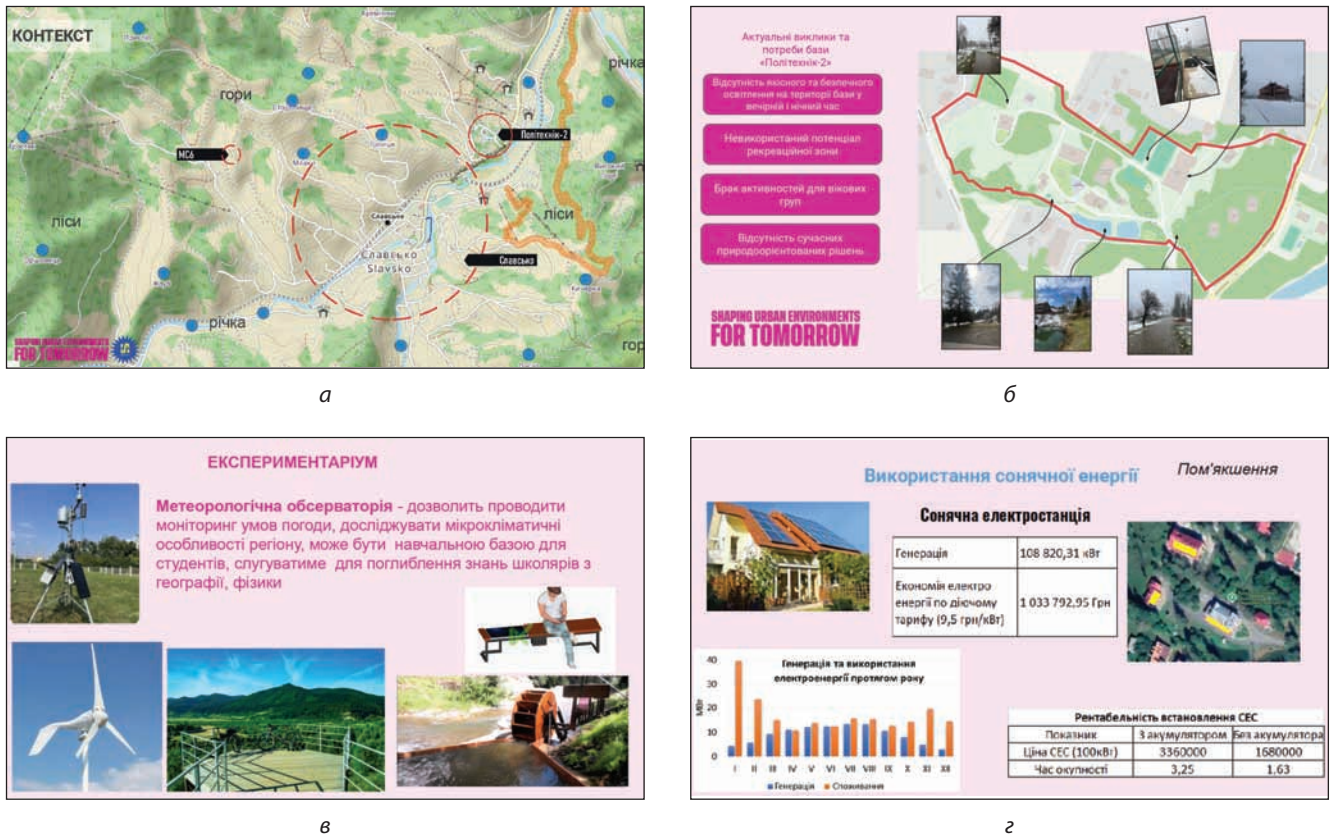 КОНТЕКСТ
гори
річка
МС6
Політехнік-2
ліси
Славське
ліси
Славсько
Slavsko
Славсько
річка
гор
SHAPING URBAN ENVIRONMENTS
FOR TOMORROW
а
Актуальні виклики та
потреби бази
«Політехнік-2»
Відсутність якісного та безпечного
освітлення на території бази у
вечірній і нічний час
Невикористаний потенціал
рекреаційної зони
Брак активностей для вікових
груп
Відсутність сучасних
природоорієнтованих рішень
SHAPING URBAN ENVIRONMENTS
FOR TOMORROW
б
ЕКСПЕРИМЕНТАРІУМ
Метеорологічна обсерваторія - дозволить проводити
моніторинг умов погоди, досліджувати мікрокліматичні
особливості регіону, може бути навчальною базою для
студентів, слугуватиме для поглиблення знань школярів з
географії, фізики
в
Використання сонячної енергії
Пом'якшення
Сонячна електростанція
Генерація 108 820,31 кВт
Економія електро
енергії по діючому
тарифу (9,5 грн/кВт) 1 033 792,95 Грн
Генерація та використання
електроенергії протягом року
МВт
40
30
20
10
0
I II III IV V VI VII VIII IX X XI XII
Генерація Споживання
Рентабельність встановлення СЕС
Показник З акумулятором Без акумулятора
Ціна СЕС (100кВт) 3360000 1680000
Час окупності 3,25 1,63
г